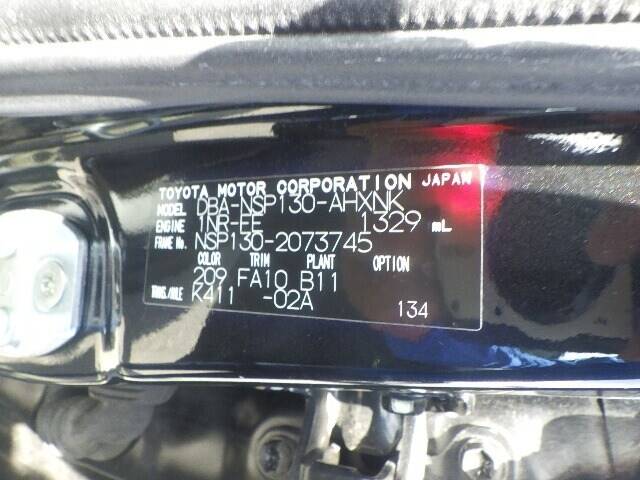 TOYOTA MOTOR CORPORATION JAPAN
MODEL DBA-NSP130-AHXNK
ENGINE 1NR-FE 1329 mL
FRAME No. NSP130-2073745
COLOR TRIM PLANT OPTION
209 FA10 B11
TRANS./AXLE K411 -02A
134